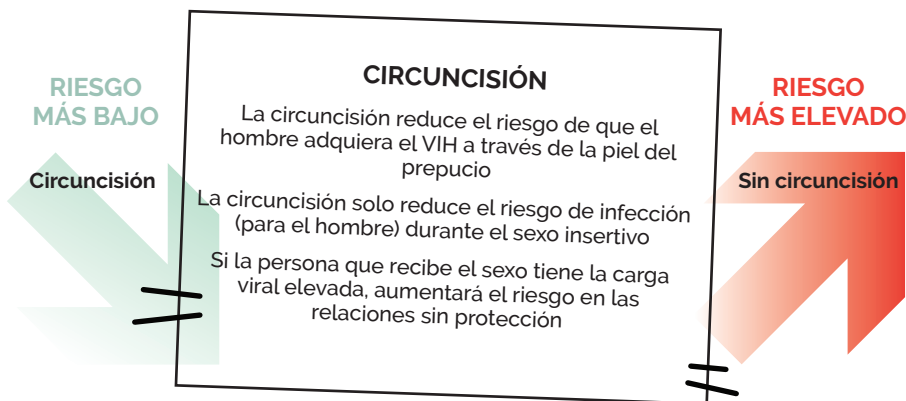 RIESGO
MÁS BAJO
Circuncisión
CIRCUNCISIÓN
La circuncisión reduce el riesgo de que el
hombre adquiera el VIH a través de la piel del
prepucio
La circuncisión solo reduce el riesgo de infección
(para el hombre) durante el sexo insertivo
Si la persona que recibe el sexo tiene la carga
viral elevada, aumentará el riesgo en las
relaciones sin protección
RIESGO
MÁS ELEVADO
Sin circuncisión